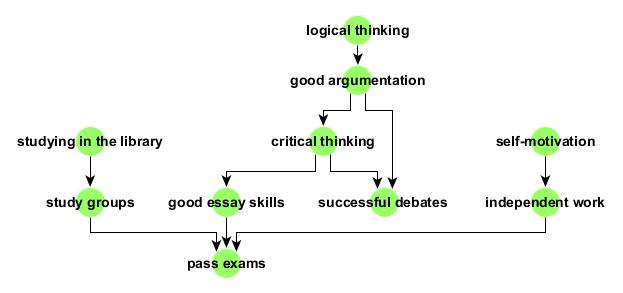 logical thinking
good argumentation
studying in the library
critical thinking
self-motivation
study groups
good essay skills
successful debates
independent work
pass exams